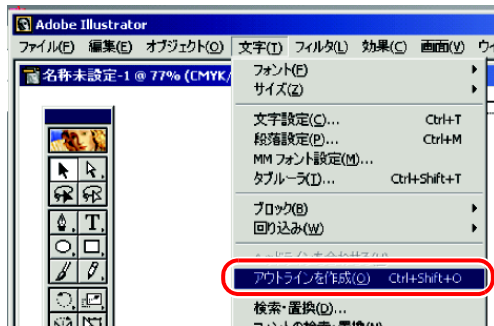 Adobe Illustrator
ファイル(F) 編集(E) オブジェクト(O) 文字(T) フィルタ(L) 効果(C) 画面(V) ウィ
名称未設定-1 @ 77% (CMYK/
フォント(F)
サイズ(Z)
文字設定(C)... Ctrl+T
段落設定(P)... Ctrl+M
MM フォント設定(M)...
タブルーラ(I)... Ctrl+Shift+T
ブロック(B)
回り込み(W)
アウトラインを作成(O) Ctrl+Shift+O
検索・置換(D)...